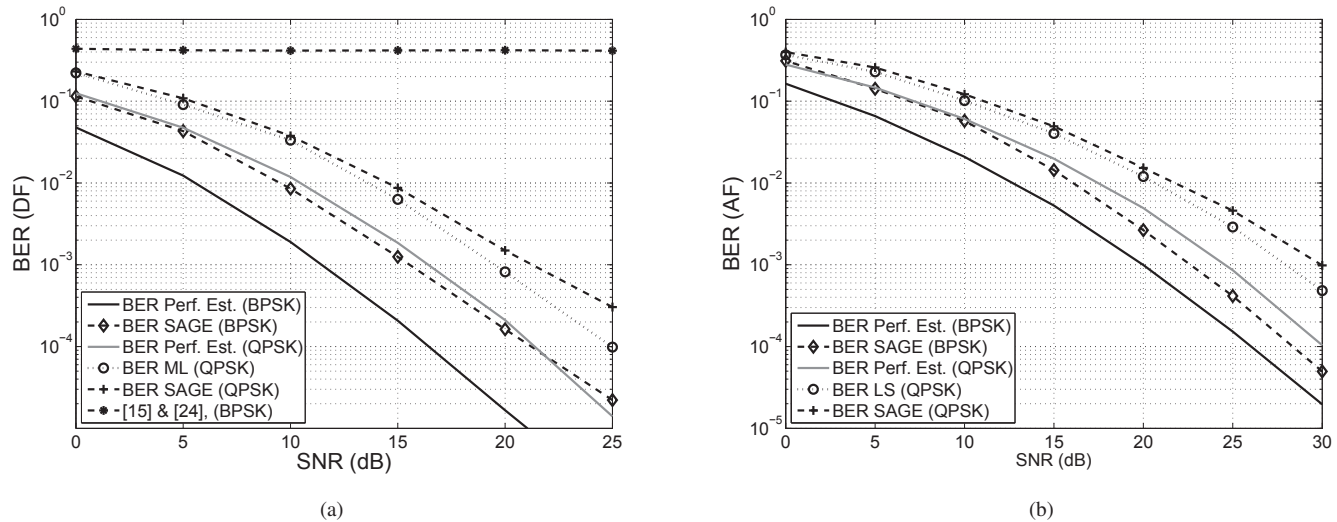 10^0
10^-1
10^-2
10^-3
10^-4
BER (DF)
BER Perf. Est. (BPSK)
BER SAGE (BPSK)
BER Perf. Est. (QPSK)
BER ML (QPSK)
BER SAGE (QPSK)
[15] & [24], (BPSK)
0 5 10 15 20 25
SNR (dB)
(a)
10^0
10^-1
10^-2
10^-3
10^-4
10^-5
BER (AF)
BER Perf. Est. (BPSK)
BER SAGE (BPSK)
BER Perf. Est. (QPSK)
BER LS (QPSK)
BER SAGE (QPSK)
0 5 10 15 20 25 30
SNR (dB)
(b)